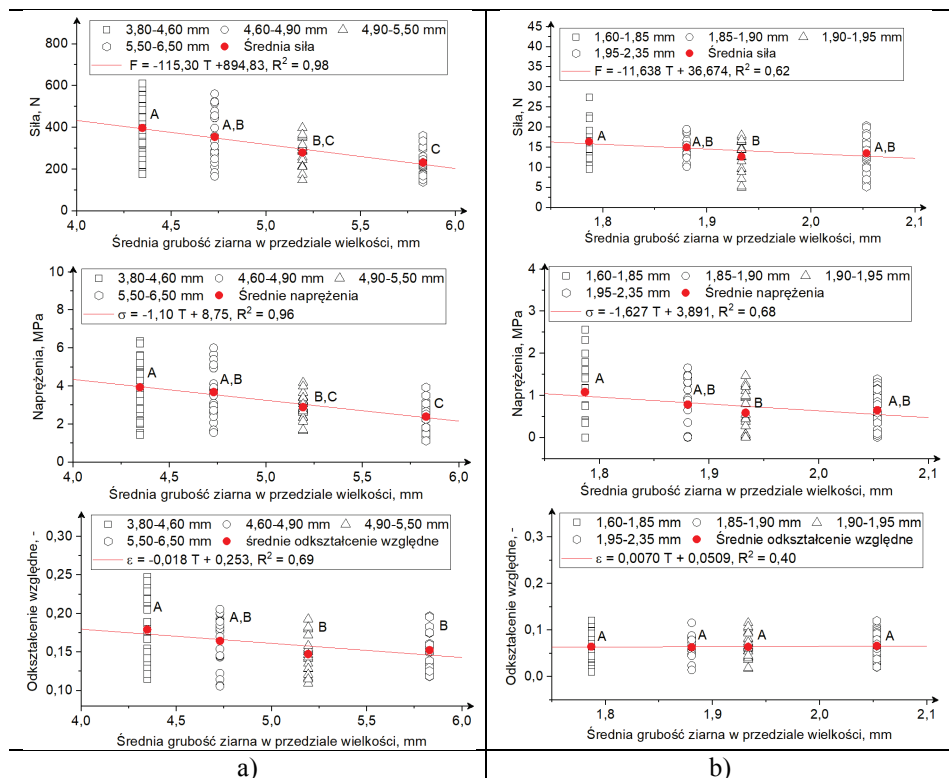 □ 3,80-4,60 mm ○ 4,60-4,90 mm △ 4,90-5,50 mm
⬡ 5,50-6,50 mm ● Średnia siła
F = -115,30 T +894,83, R² = 0,98
Siła, N
1000
800
600
400
200
0
A
A,B
B,C
C
4,0 4,5 5,0 5,5 6,0
Średnia grubość ziarna w przedziale wielkości, mm
□ 3,80-4,60 mm ○ 4,60-4,90 mm △ 4,90-5,50 mm
⬡ 5,50-6,50 mm ● Średnie naprężenia
σ = -1,10 T + 8,75, R² = 0,96
Naprężenia, MPa
10
8
6
4
2
0
A
A,B
B,C
C
4,0 4,5 5,0 5,5 6,0
Średnia grubość ziarna w przedziale wielkości, mm
□ 3,80-4,60 mm ○ 4,60-4,90 mm △ 4,90-5,50 mm
⬡ 5,50-6,50 mm ● średnie odkształcenie względne
ε = -0,018 T + 0,253, R² = 0,69
Odkształcenie względne, -
0,30
0,25
0,20
0,15
0,10
A
A,B
B
B
4,0 4,5 5,0 5,5 6,0
Średnia grubość ziarna w przedziale wielkości, mm
a)
□ 1,60-1,85 mm ○ 1,85-1,90 mm △ 1,90-1,95 mm
⬡ 1,95-2,35 mm ● Średnia siła
F = -11,638 T + 36,674, R² = 0,62
Siła, N
45
40
35
30
25
20
15
10
5
0
A
A,B
B
A,B
1,8 1,9 2,0 2,1
Średnia grubość ziarna w przedziale wielkości, mm
□ 1,60-1,85 mm ○ 1,85-1,90 mm △ 1,90-1,95 mm
⬡ 1,95-2,35 mm ● Średnie naprężenia
σ = -1,627 T + 3,891, R² = 0,68
Naprężenia, MPa
4
3
2
1
0
A
A,B
B
A,B
1,8 1,9 2,0 2,1
Średnia grubość ziarna w przedziale wielkości, mm
□ 1,60-1,85 mm ○ 1,85-1,90 mm △ 1,90-1,95 mm
⬡ 1,95-2,35 mm ● Średnie odkształcenie względne
ε = 0,0070 T + 0,0509, R² = 0,40
Odkształcenie względne, -
0,3
0,2
0,1
0,0
A
A
A
A
1,8 1,9 2,0 2,1
Średnia grubość ziarna w przedziale wielkości, mm
b)